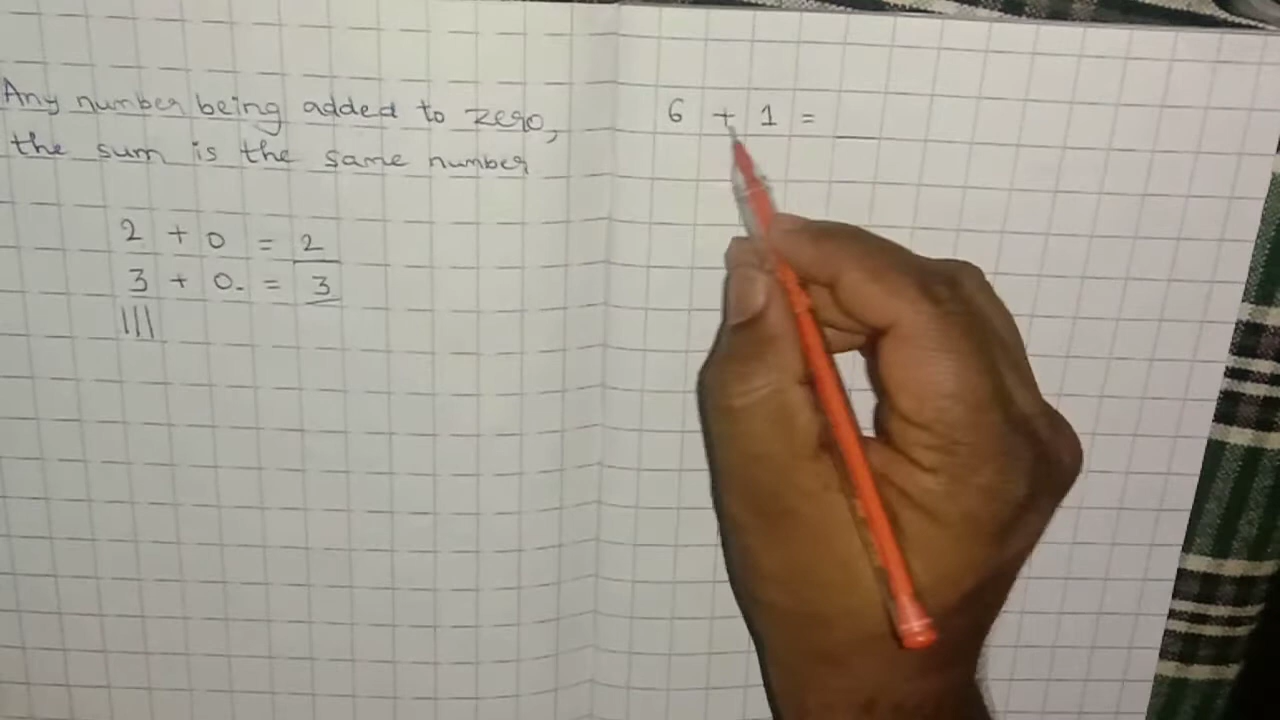 Any number being added to zero,
the sum is the same number
2 + 0 = 2
3 + 0 = 3
|||
6 + 1 = __